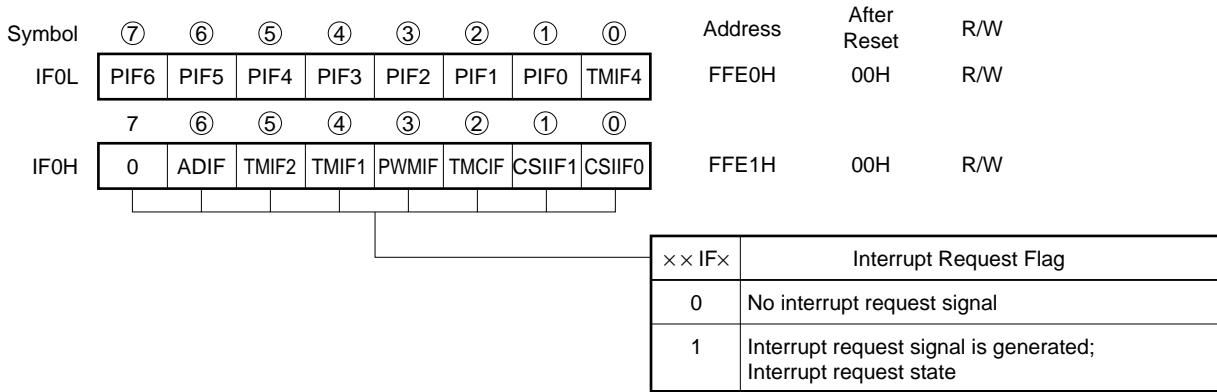 Symbol ⑦ ⑥ ⑤ ④ ③ ② ① ⓪ Address After Reset R/W
IF0L PIF6 PIF5 PIF4 PIF3 PIF2 PIF1 PIF0 TMIF4 FFE0H 00H R/W
7 ⑥ ⑤ ④ ③ ② ① ⓪
IF0H 0 ADIF TMIF2 TMIF1 PWMIF TMCIF CSIIF1 CSIIF0 FFE1H 00H R/W
××IF× Interrupt Request Flag
0 No interrupt request signal
1 Interrupt request signal is generated;
Interrupt request state